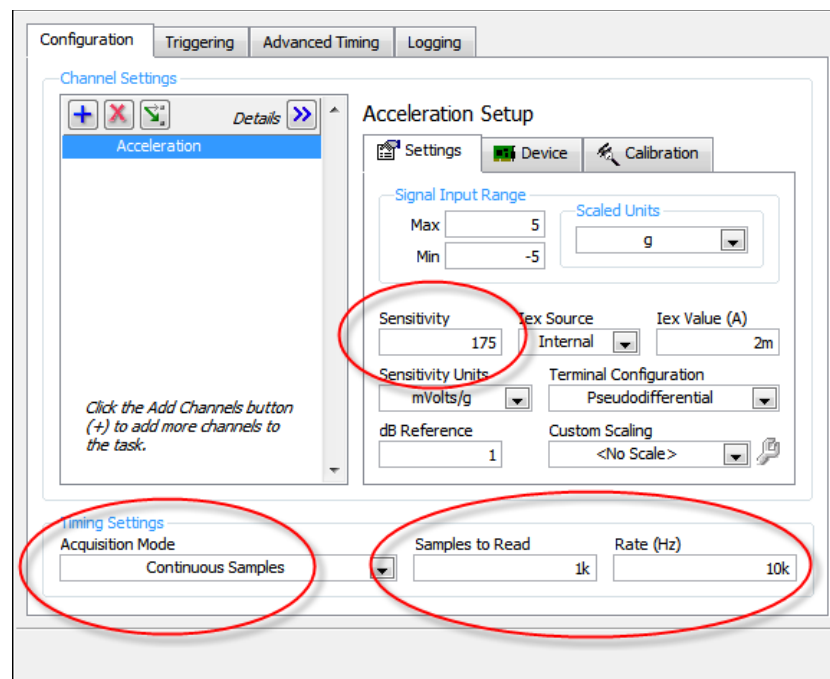 Configuration Triggering Advanced Timing Logging
Channel Settings
Details
Acceleration
Click the Add Channels button
(+) to add more channels to
the task.
Acceleration Setup
Settings Device Calibration
Signal Input Range
Max 5
Min -5
Scaled Units
g
Sensitivity Iex Source Iex Value (A)
175 Internal 2m
Sensitivity Units Terminal Configuration
mVolts/g Pseudodifferential
dB Reference Custom Scaling
1 <No Scale>
Timing Settings
Acquisition Mode Samples to Read Rate (Hz)
Continuous Samples 1k 10k